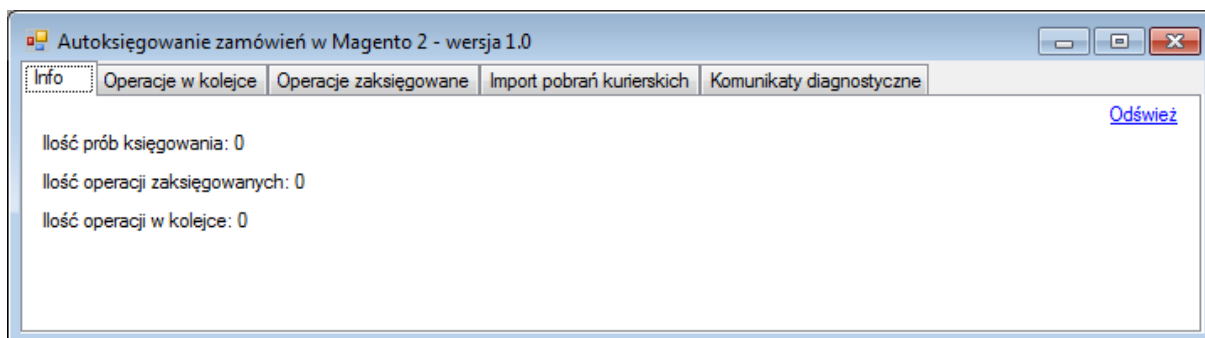 Autoksięgowanie zamówień w Magento 2 - wersja 1.0
Info Operacje w kolejce Operacje zaksięgowane Import pobrań kurierskich Komunikaty diagnostyczne
Odśwież
Ilość prób księgowania: 0
Ilość operacji zaksięgowanych: 0
Ilość operacji w kolejce: 0